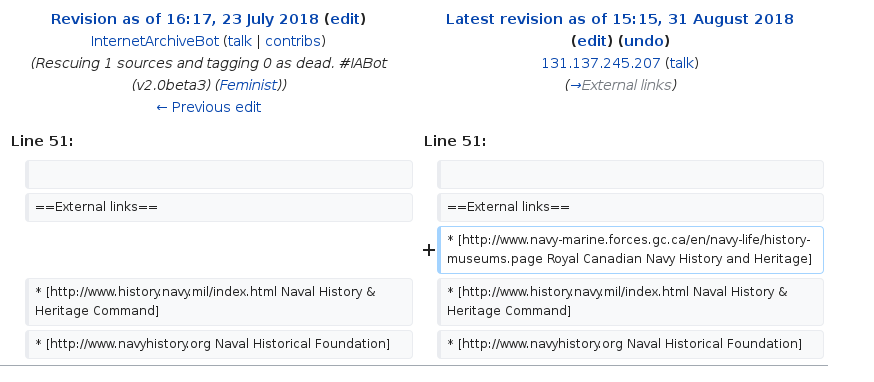 Revision as of 16:17, 23 July 2018 (edit)
InternetArchiveBot (talk | contribs)
(Rescuing 1 sources and tagging 0 as dead. #IABot
(v2.0beta3) (Feminist))
← Previous edit
Latest revision as of 15:15, 31 August 2018
(edit) (undo)
131.137.245.207 (talk)
(→External links)
Line 51:
Line 51:
==External links==
==External links==
+
* [http://www.navy-marine.forces.gc.ca/en/navy-life/history-
museums.page Royal Canadian Navy History and Heritage]
* [http://www.history.navy.mil/index.html Naval History &
Heritage Command]
* [http://www.history.navy.mil/index.html Naval History &
Heritage Command]
* [http://www.navyhistory.org Naval Historical Foundation]
* [http://www.navyhistory.org Naval Historical Foundation]